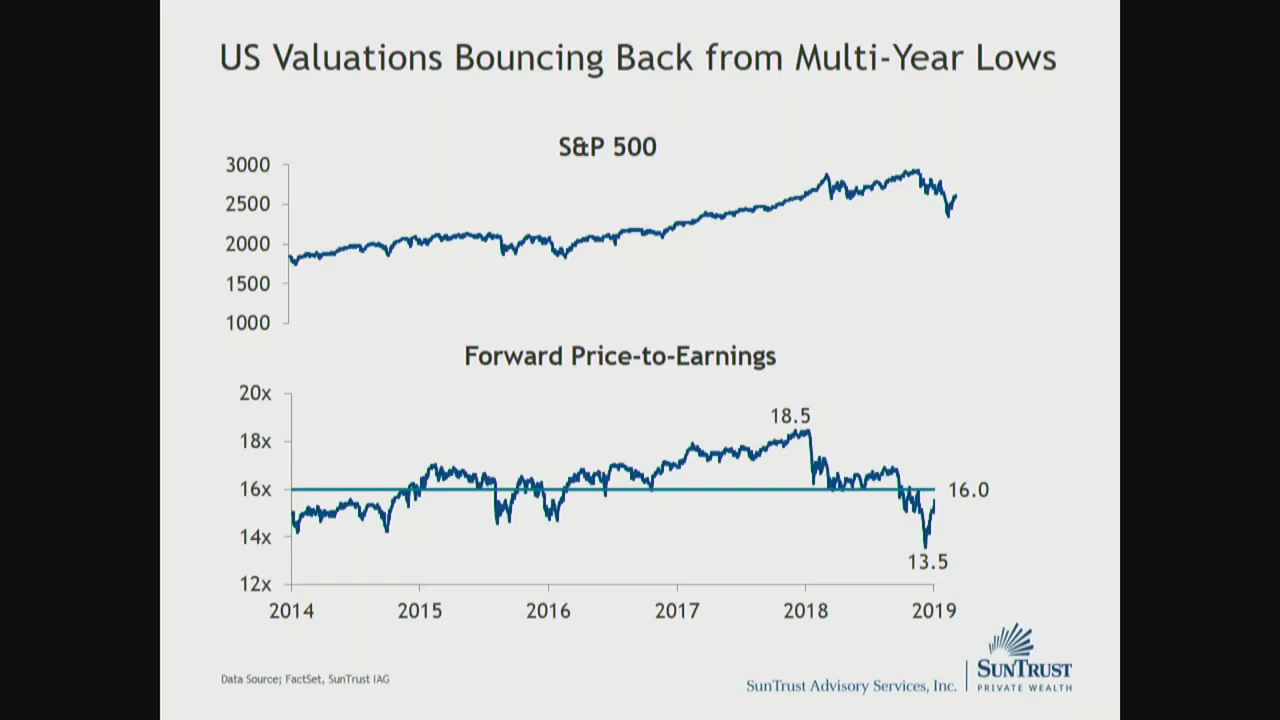 US Valuations Bouncing Back from Multi-Year Lows
S&P 500
3000
2500
2000
1500
1000
Forward Price-to-Earnings
20x
18x
16x
14x
12x
18.5
16.0
13.5
2014 2015 2016 2017 2018 2019
Data Source; FactSet, SunTrust IAG
SunTrust Advisory Services, Inc.
SUNTRUST
PRIVATE WEALTH